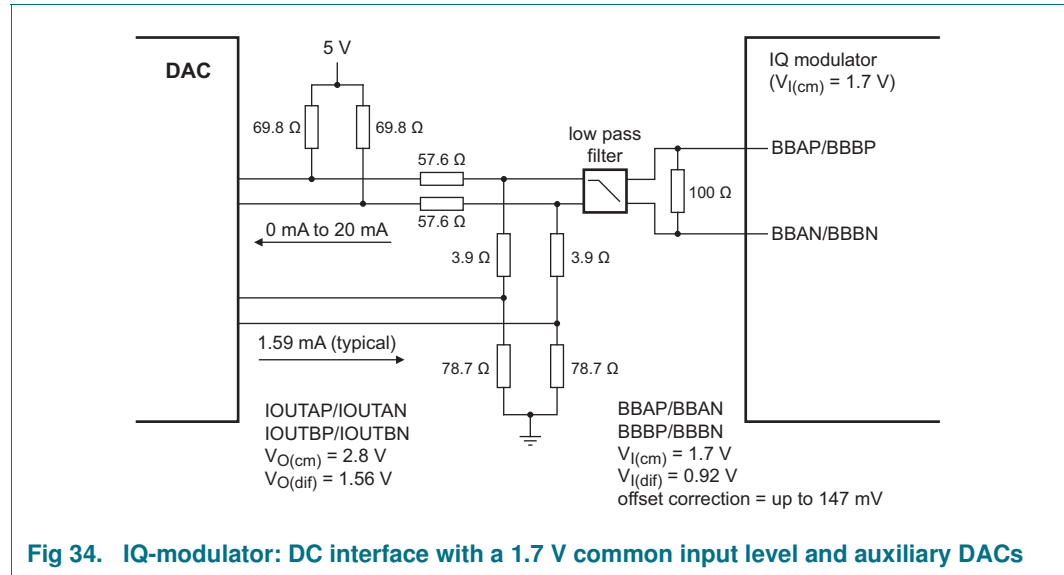 5 V
DAC
IQ modulator
(VI(cm) = 1.7 V)
69.8 Ω
69.8 Ω
low pass
filter
57.6 Ω
BBAP/BBBP
100 Ω
57.6 Ω
0 mA to 20 mA
BBAN/BBBN
3.9 Ω
3.9 Ω
1.59 mA (typical)
78.7 Ω
78.7 Ω
IOUTAP/IOUTAN
IOUTBP/IOUTBN
VO(cm) = 2.8 V
VO(dif) = 1.56 V
BBAP/BBAN
BBBP/BBBN
VI(cm) = 1.7 V
VI(dif) = 0.92 V
offset correction = up to 147 mV
Fig 34. IQ-modulator: DC interface with a 1.7 V common input level and auxiliary DACs